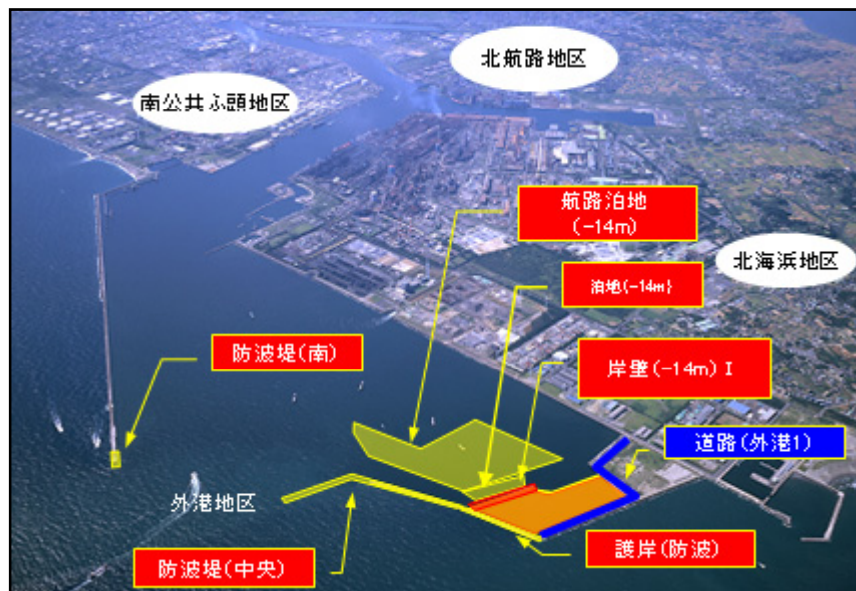 北航路地区
南公共ふ頭地区
航路泊地
(-14m)
北海浜地区
泊地(-14m)
防波堤(南)
岸壁(-14m) I
道路(外港1)
外港地区
防波堤(中央)
護岸(防波)